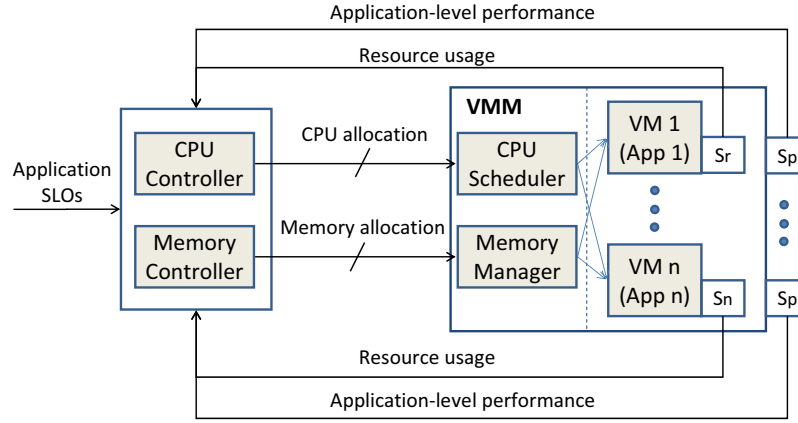 Application-level performance
Resource usage
VMM
CPU allocation
CPU
Controller
CPU
Scheduler
VM 1
(App 1)
Sr
Sp
Application
SLOs
Memory allocation
Memory
Controller
Memory
Manager
VM n
(App n)
Sn
Sp
Resource usage
Application-level performance